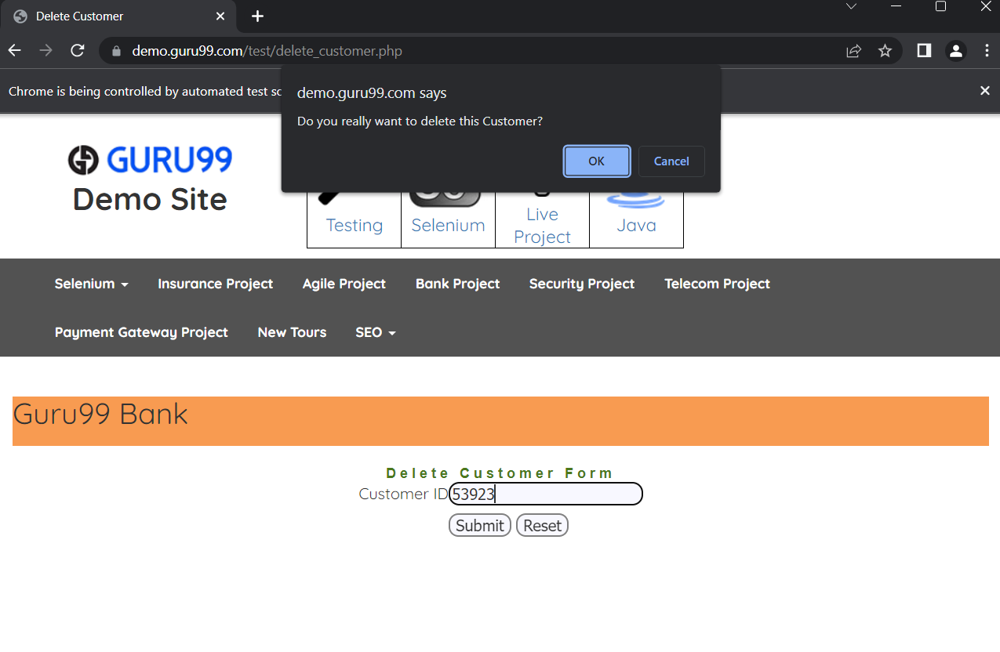 Delete Customer
demo.guru99.com/test/delete_customer.php
Chrome is being controlled by automated test
demo.guru99.com says
Do you really want to delete this Customer?
OK Cancel
GURU99
Demo Site
Testing
Selenium
Live
Project
Java
Selenium Insurance Project Agile Project Bank Project Security Project Telecom Project
Payment Gateway Project New Tours SEO
Guru99 Bank
Delete Customer Form
Customer ID 53923
Submit Reset